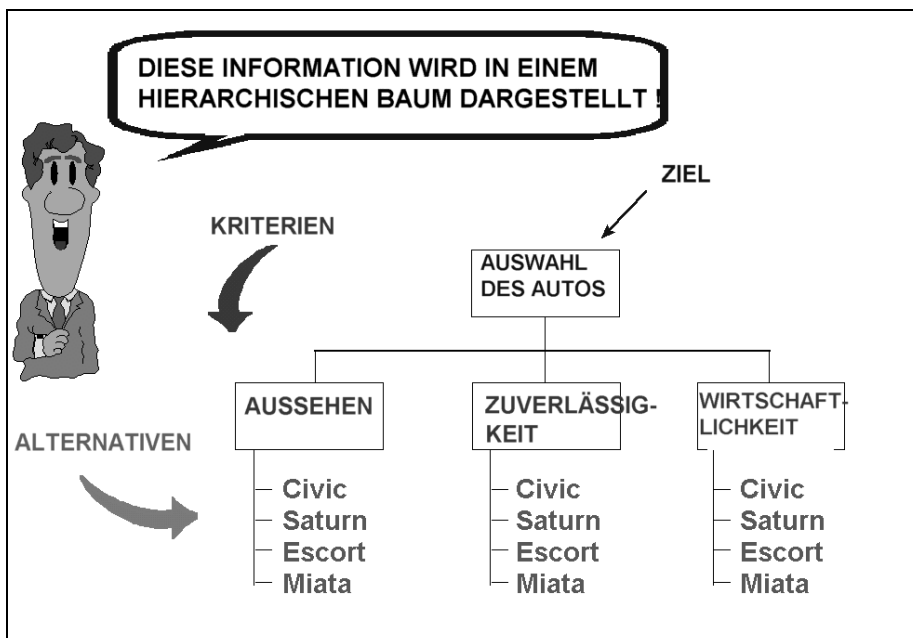 DIESE INFORMATION WIRD IN EINEM
HIERARCHISCHEN BAUM DARGESTELLT !
ZIEL
KRITERIEN
AUSWAHL
DES AUTOS
AUSSEHEN
ZUVERLÄSSIG-
KEIT
WIRTSCHAFT-
LICHKEIT
ALTERNATIVEN
Civic
Saturn
Escort
Miata
Civic
Saturn
Escort
Miata
Civic
Saturn
Escort
Miata